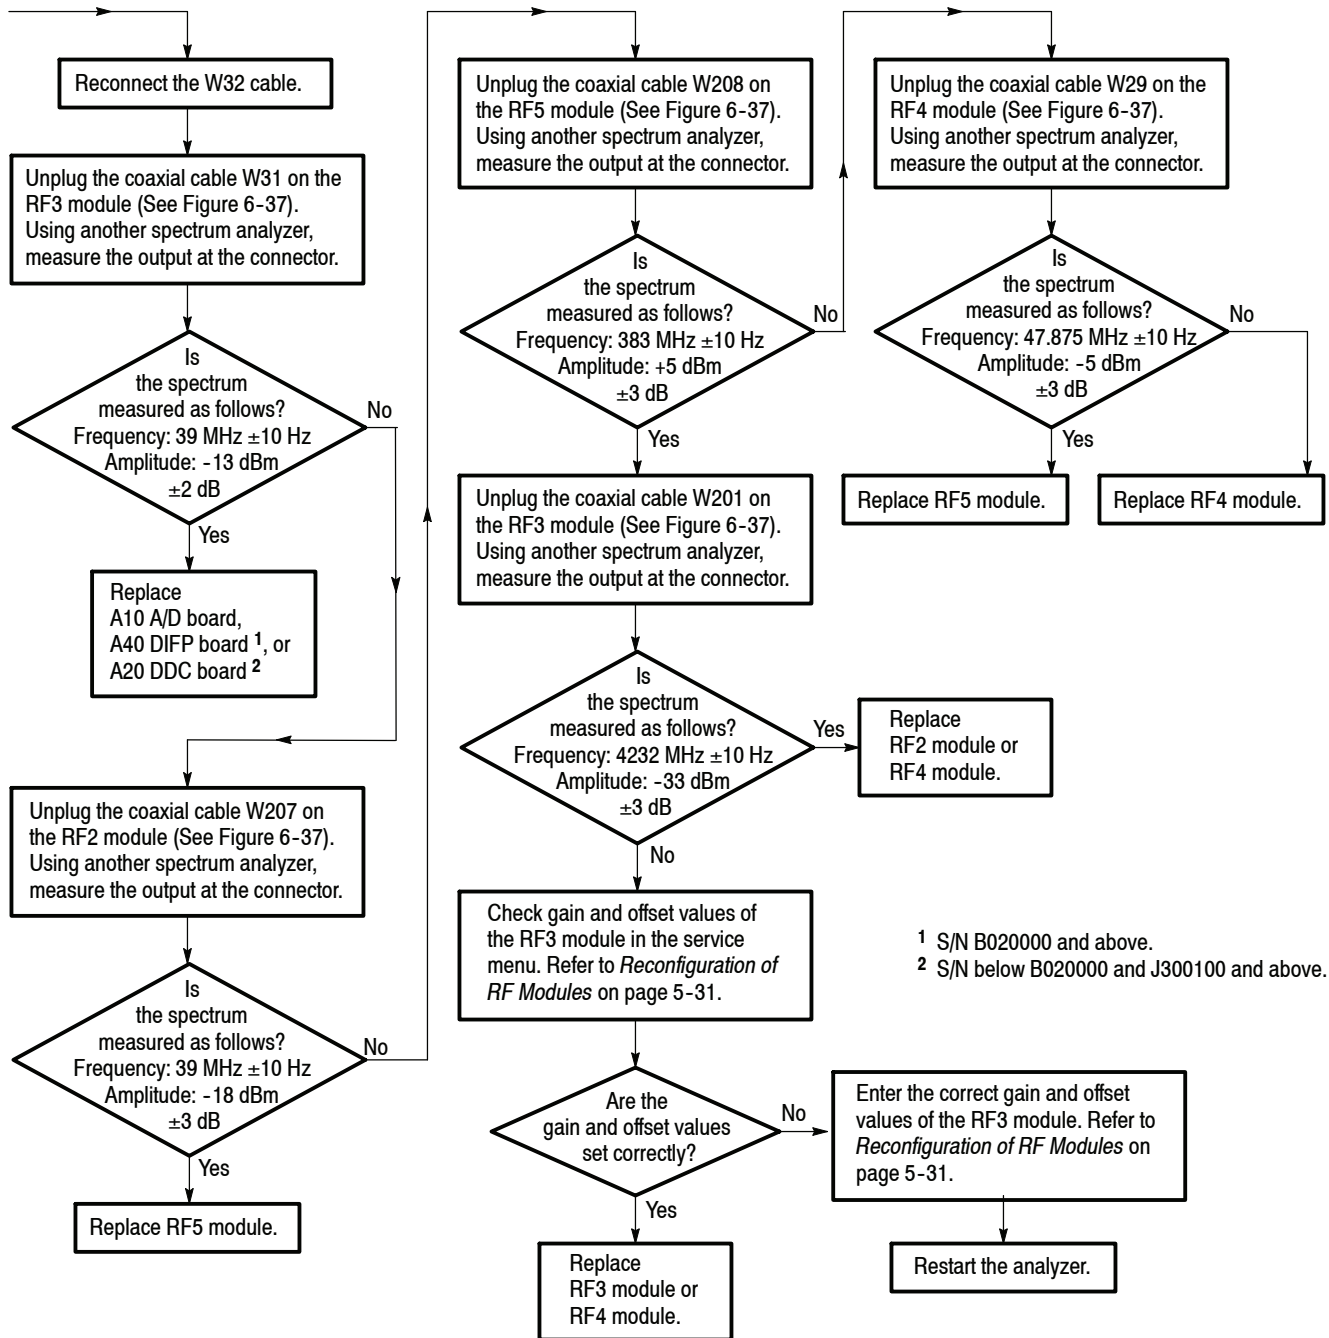 Reconnect the W32 cable.
Unplug the coaxial cable W31 on the
RF3 module (See Figure 6-37).
Using another spectrum analyzer,
measure the output at the connector.
Is
the spectrum
measured as follows?
Frequency: 39 MHz ±10 Hz
Amplitude: -13 dBm
±2 dB
No
Yes
Replace
A10 A/D board,
A40 DIFP board 1, or
A20 DDC board 2
Unplug the coaxial cable W207 on
the RF2 module (See Figure 6-37).
Using another spectrum analyzer,
measure the output at the connector.
Is
the spectrum
measured as follows?
Frequency: 39 MHz ±10 Hz
Amplitude: -18 dBm
±3 dB
No
Yes
Replace RF5 module.
Unplug the coaxial cable W208 on
the RF5 module (See Figure 6-37).
Using another spectrum analyzer,
measure the output at the connector.
Is
the spectrum
measured as follows?
Frequency: 383 MHz ±10 Hz
Amplitude: +5 dBm
±3 dB
No
Yes
Unplug the coaxial cable W201 on
the RF3 module (See Figure 6-37).
Using another spectrum analyzer,
measure the output at the connector.
Is
the spectrum
measured as follows?
Frequency: 4232 MHz ±10 Hz
Amplitude: -33 dBm
±3 dB
Yes
Replace
RF2 module or
RF4 module.
No
Check gain and offset values of
the RF3 module in the service
menu. Refer to Reconfiguration of
RF Modules on page 5-31.
Are the
gain and offset values
set correctly?
No
Enter the correct gain and offset
values of the RF3 module. Refer to
Reconfiguration of RF Modules on
page 5-31.
Restart the analyzer.
Yes
Replace
RF3 module or
RF4 module.
Unplug the coaxial cable W29 on the
RF4 module (See Figure 6-37).
Using another spectrum analyzer,
measure the output at the connector.
Is
the spectrum
measured as follows?
Frequency: 47.875 MHz ±10 Hz
Amplitude: -5 dBm
±3 dB
No
Yes
Replace RF5 module.
Replace RF4 module.
1 S/N B020000 and above.
2 S/N below B020000 and J300100 and above.